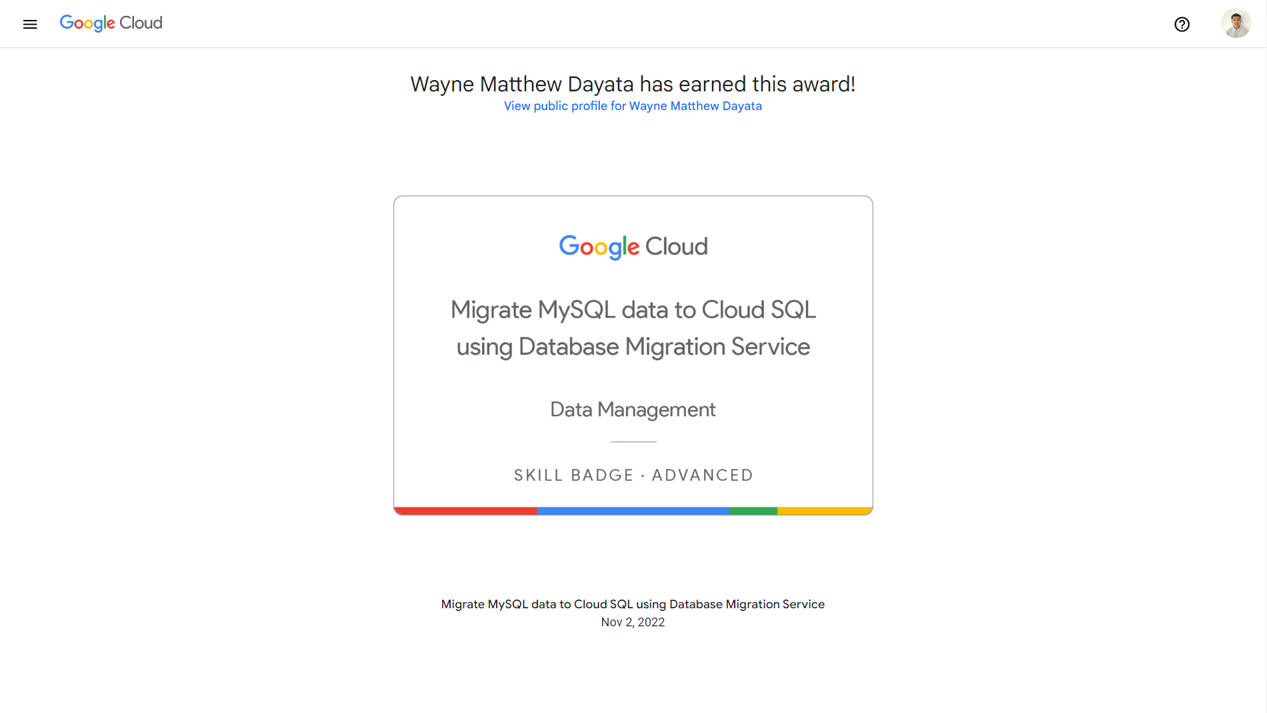 Google Cloud
Wayne Matthew Dayata has earned this award!
View public profile for Wayne Matthew Dayata
Google Cloud
Migrate MySQL data to Cloud SQL
using Database Migration Service
Data Management
SKILL BADGE · ADVANCED
Migrate MySQL data to Cloud SQL using Database Migration Service
Nov 2, 2022